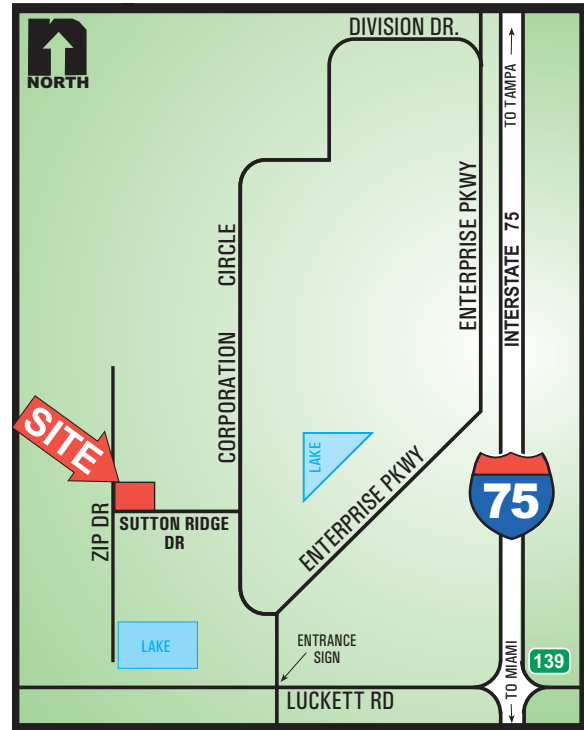 DIVISION DR.
n
NORTH
TO TAMPA
ENTERPRISE PKWY
INTERSTATE 75
CORPORATION CIRCLE
SITE
LAKE
75
ENTERPRISE PKWY
ZIP DR
SUTTON RIDGE
DR
LAKE
ENTRANCE
SIGN
TO MIAMI
139
LUCKETT RD